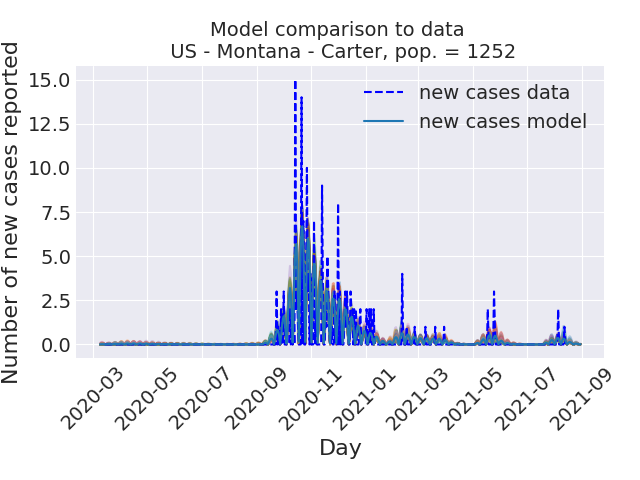 Model comparison to data
US - Montana - Carter, pop. = 1252
new cases data
new cases model
Number of new cases reported
15.0
12.5
10.0
7.5
5.0
2.5
0.0
2020-03
2020-05
2020-07
2020-09
2020-11
2021-01
2021-03
2021-05
2021-07
2021-09
Day